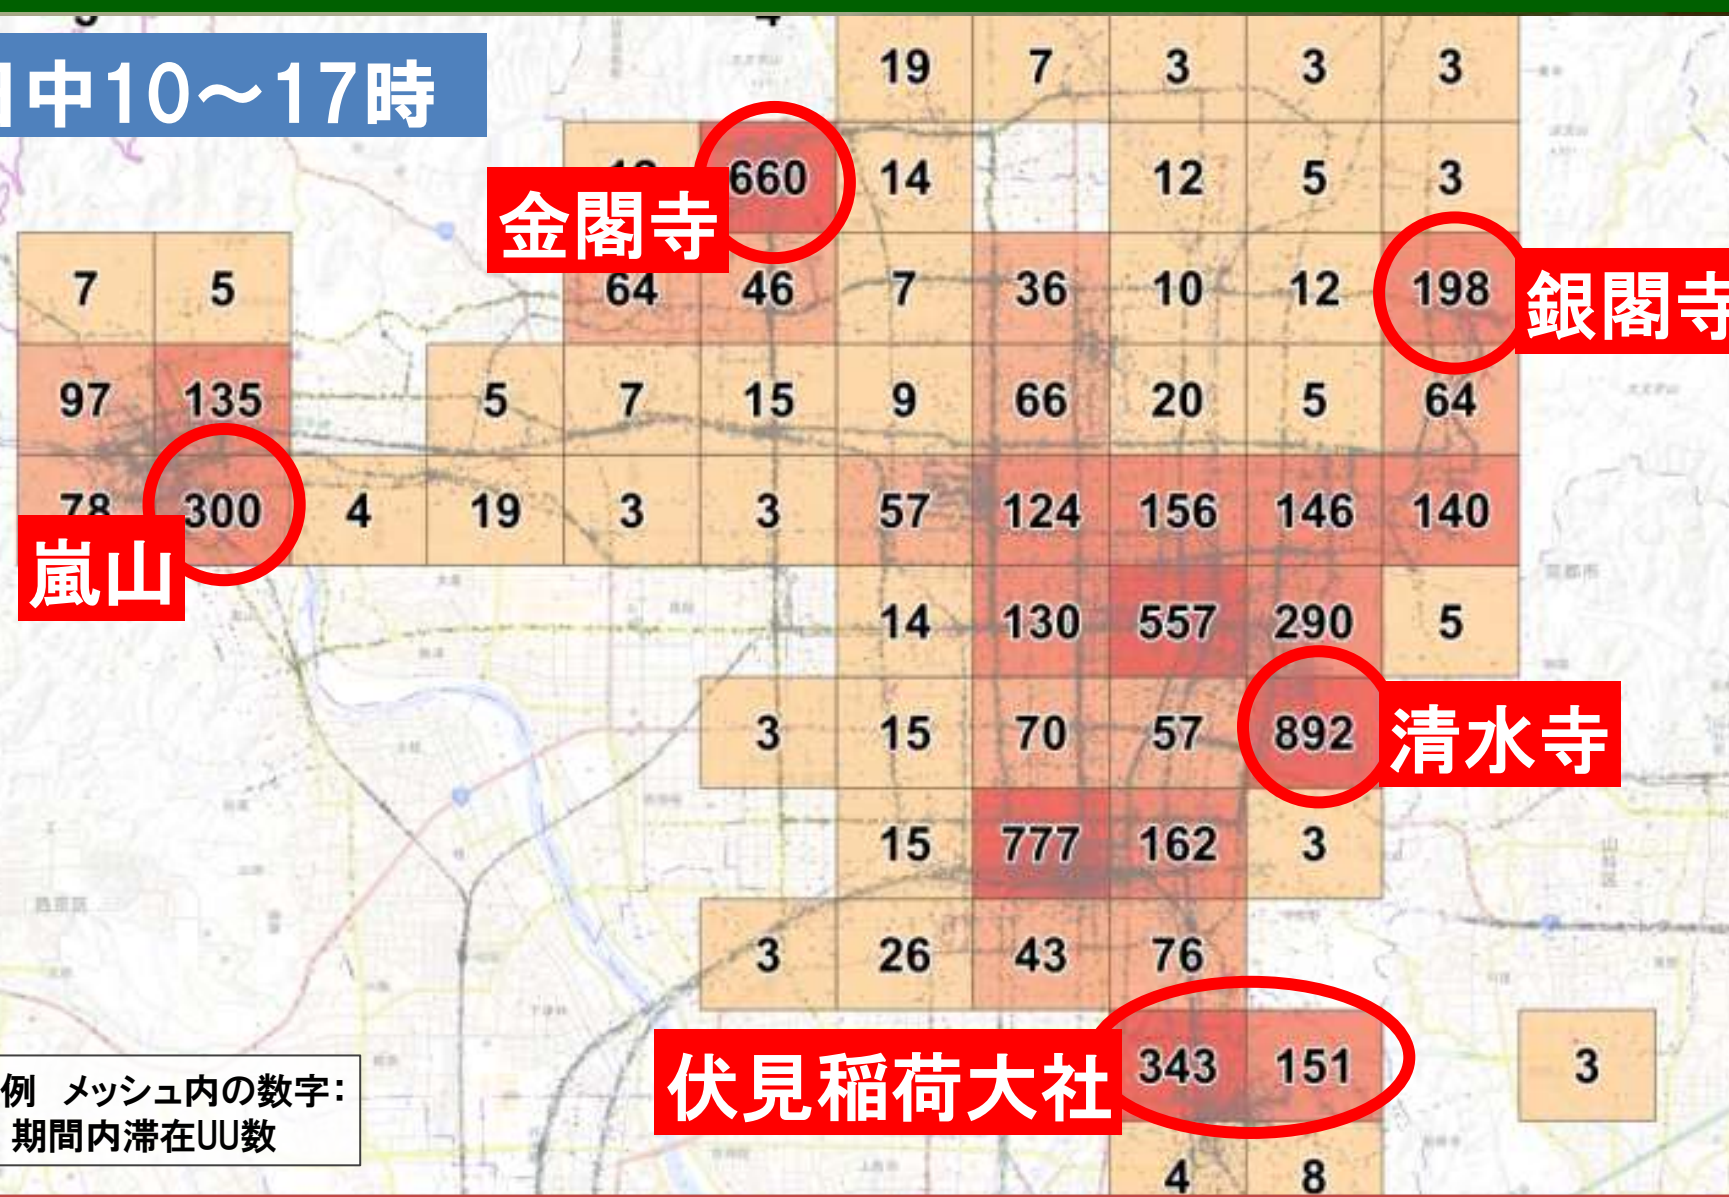 中10～17時
19 7 3 3 3
660 14 12 5 3
金閣寺
7 5 64 46 7 36 10 12 198
銀閣寺
97 135 5 7 15 9 66 20 5 64
78 300 4 19 3 3 57 124 156 146 140
嵐山
14 130 557 290 5
3 15 70 57 892
清水寺
15 777 162 3
3 26 43 76
伏見稲荷大社
343 151 3
例 メッシュ内の数字：
期間内滞在UU数
4 8